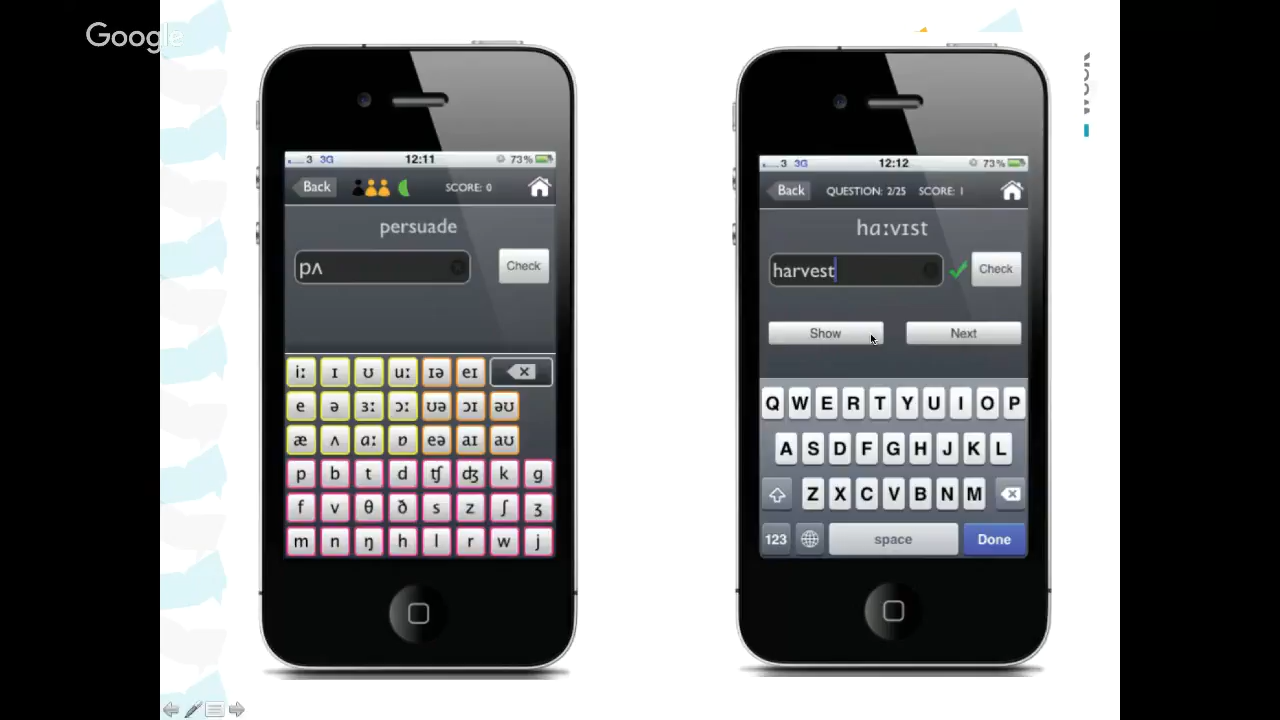 Google
week
3 3G 12:11 73%
Back SCORE: 0
persuade
pʌ
Check
iː ɪ ʊ uː ɪə eɪ
e ə ɜː ɔː ʊə ɔɪ əʊ
æ ʌ ɑː ɒ eə aɪ aʊ
p b t d ʧ ʤ k g
f v θ ð s z ʃ ʒ
m n ŋ h l r w j
3 3G 12:12 73%
Back QUESTION: 2/25 SCORE: 1
hɑːvɪst
harvest Check
Show Next
Q W E R T Y U I O P
A S D F G H J K L
Z X C V B N M
123 space Done